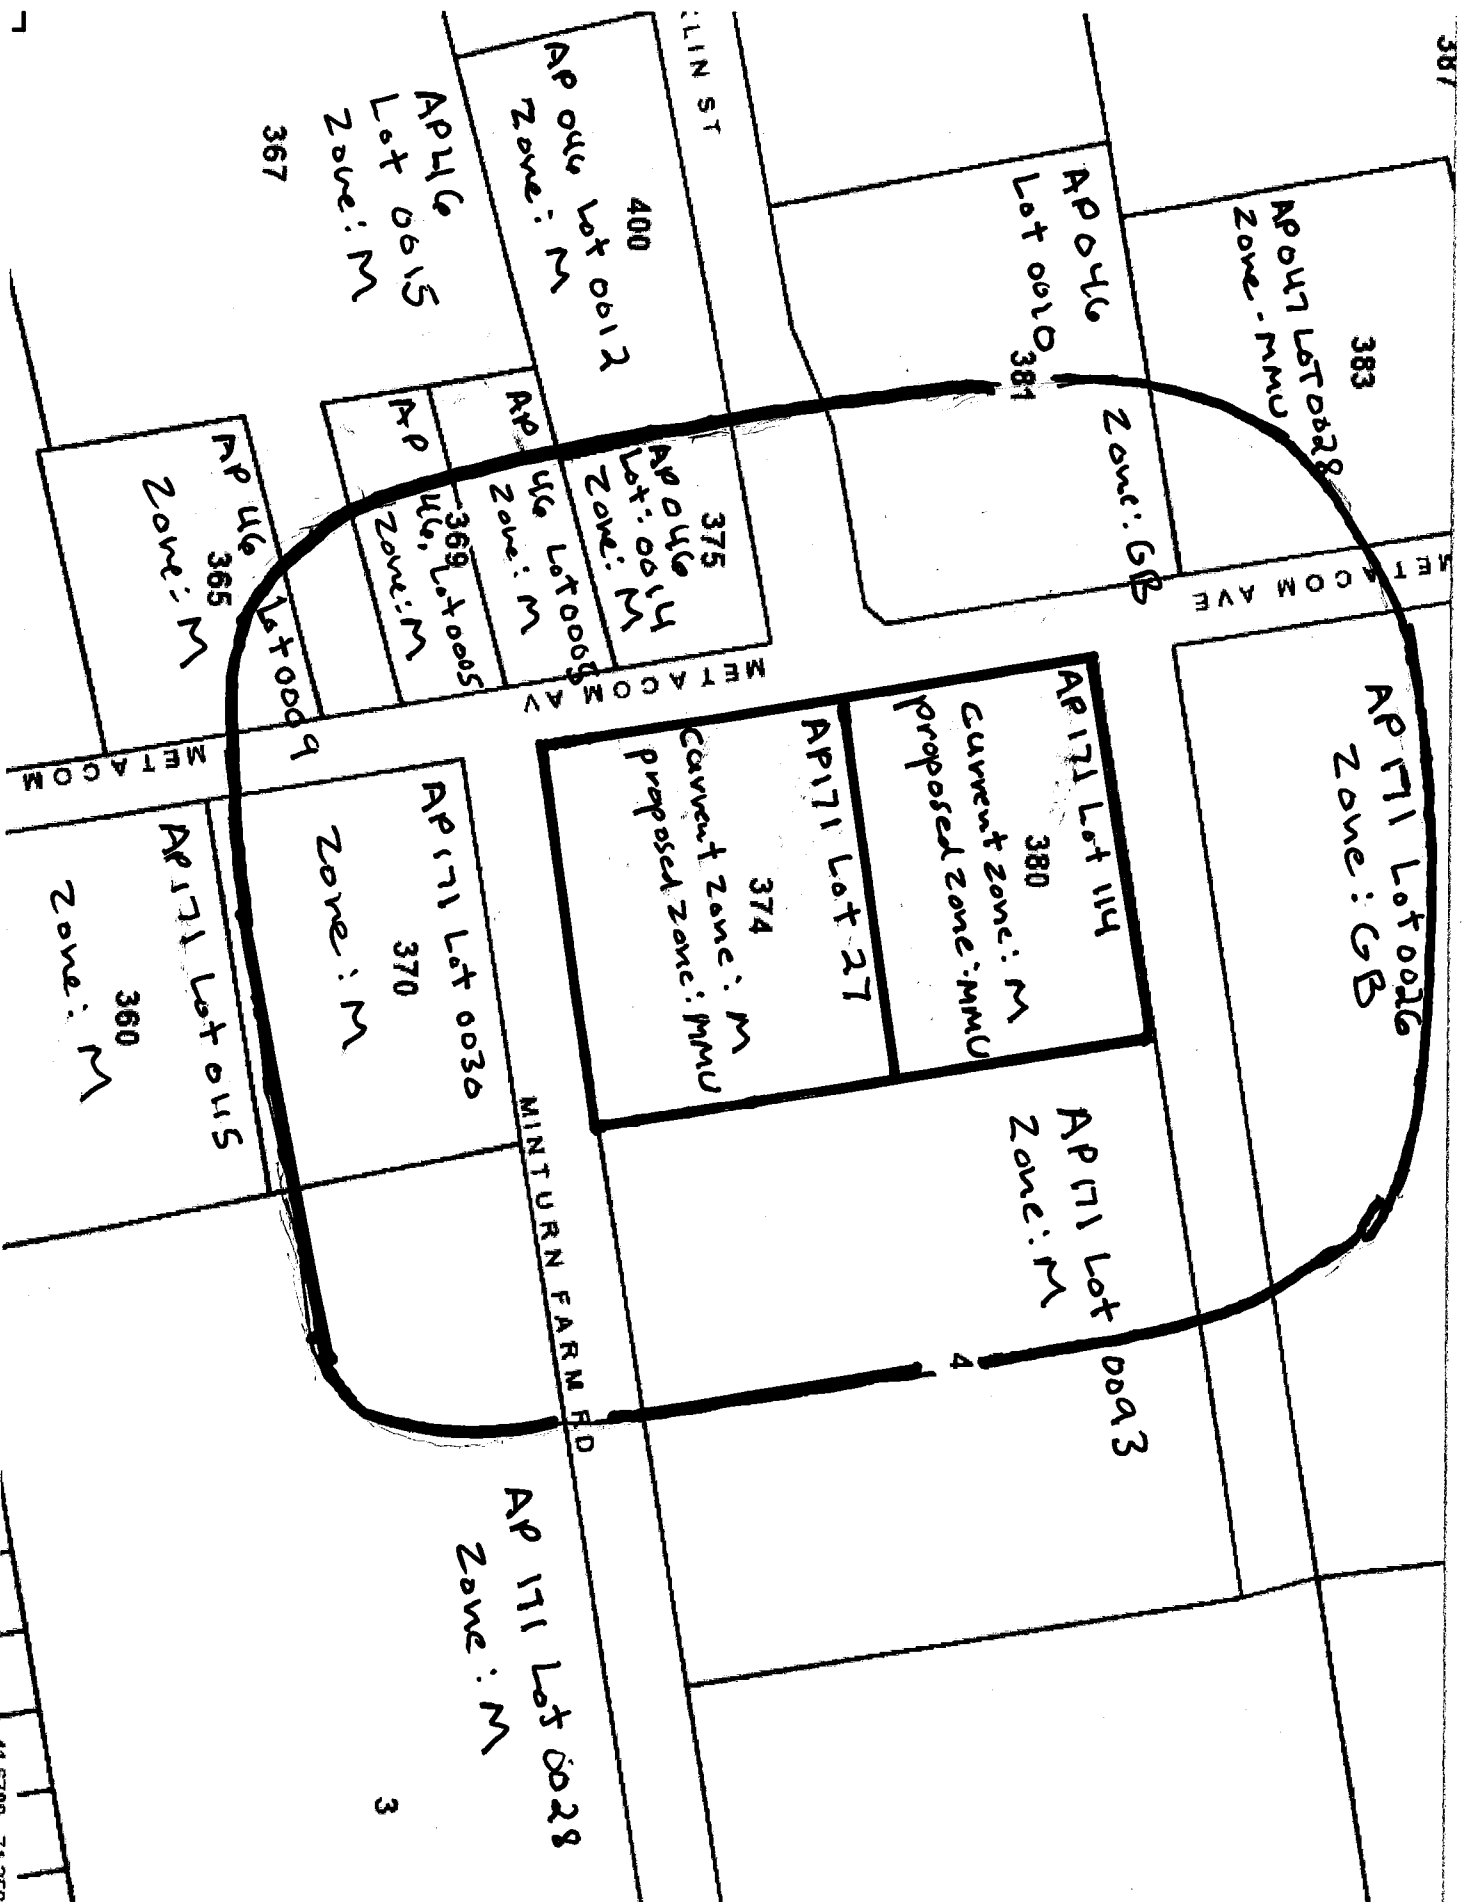 387
383
AP 047 LOT 0028
Zone - MMU
AP 046
Lot 0010
381
Zone: GB
LIN ST
400
AP 046 Lot 0012
Zone: M
AP 46
Lot 0015
Zone: M
367
375
AP 046
Lot: 0014
Zone: M
AP 46 Lot 0008
Zone: M
369
AP 46, Lot 0005
Zone: M
AP 46 Lot 0009
365
Zone: M
METACOM AVE
METACOM AV
METACOM
AP 171 Lot 0026
Zone: GB
AP 171 Lot 114
380
current zone: M
proposed zone: MMU
AP 171 Lot 27
374
current zone: M
proposed zone: MMU
AP 171 Lot 0030
370
Zone: M
AP 171 Lot 0115
360
Zone: M
AP 171 Lot 0093
Zone: M
4
MINTURN FARM RD
AP 171 Lot 0028
Zone: M
3